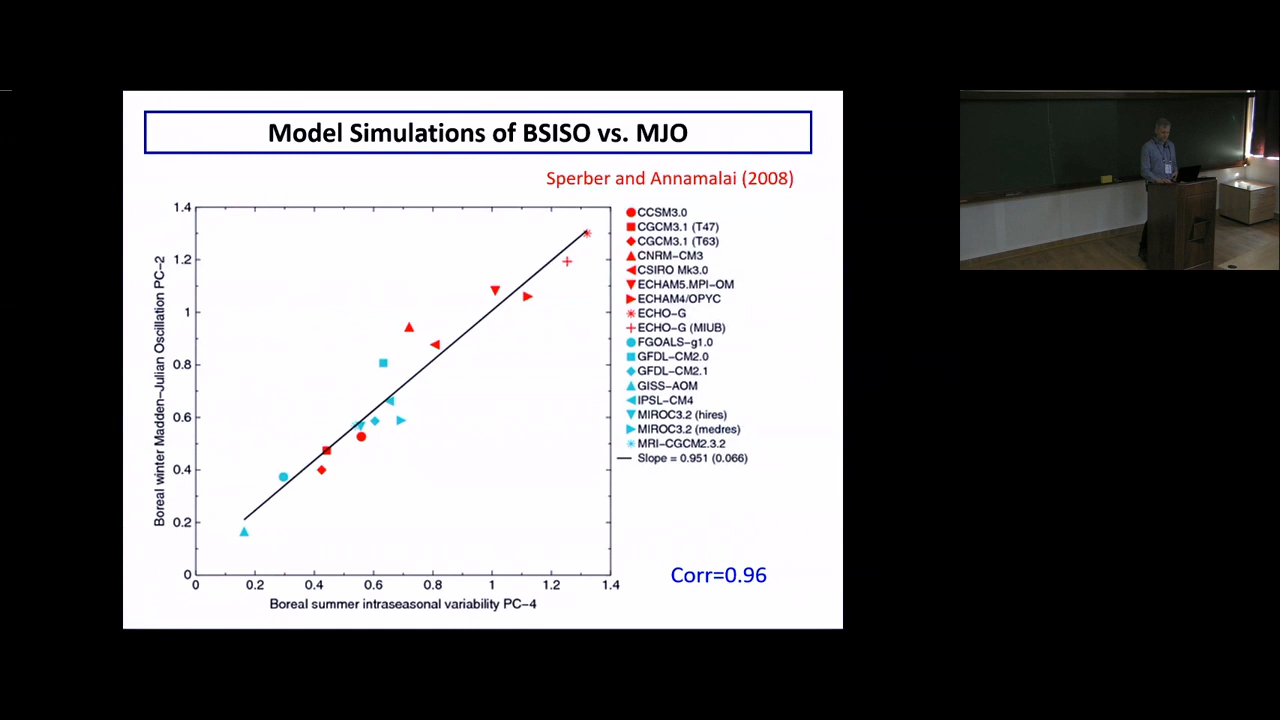 Model Simulations of BSISO vs. MJO
Sperber and Annamalai (2008)
1.4
1.2
1
0.8
0.6
0.4
0.2
0
Boreal winter Madden-Julian Oscillation PC-2
0 0.2 0.4 0.6 0.8 1 1.2 1.4
Boreal summer intraseasonal variability PC-4
CCSM3.0
CGCM3.1 (T47)
CGCM3.1 (T63)
CNRM-CM3
CSIRO Mk3.0
ECHAM5.MPI-OM
ECHAM4/OPYC
ECHO-G
ECHO-G (MIUB)
FGOALS-g1.0
GFDL-CM2.0
GFDL-CM2.1
GISS-AOM
IPSL-CM4
MIROC3.2 (hires)
MIROC3.2 (medres)
MRI-CGCM2.3.2
Slope = 0.951 (0.066)
Corr=0.96